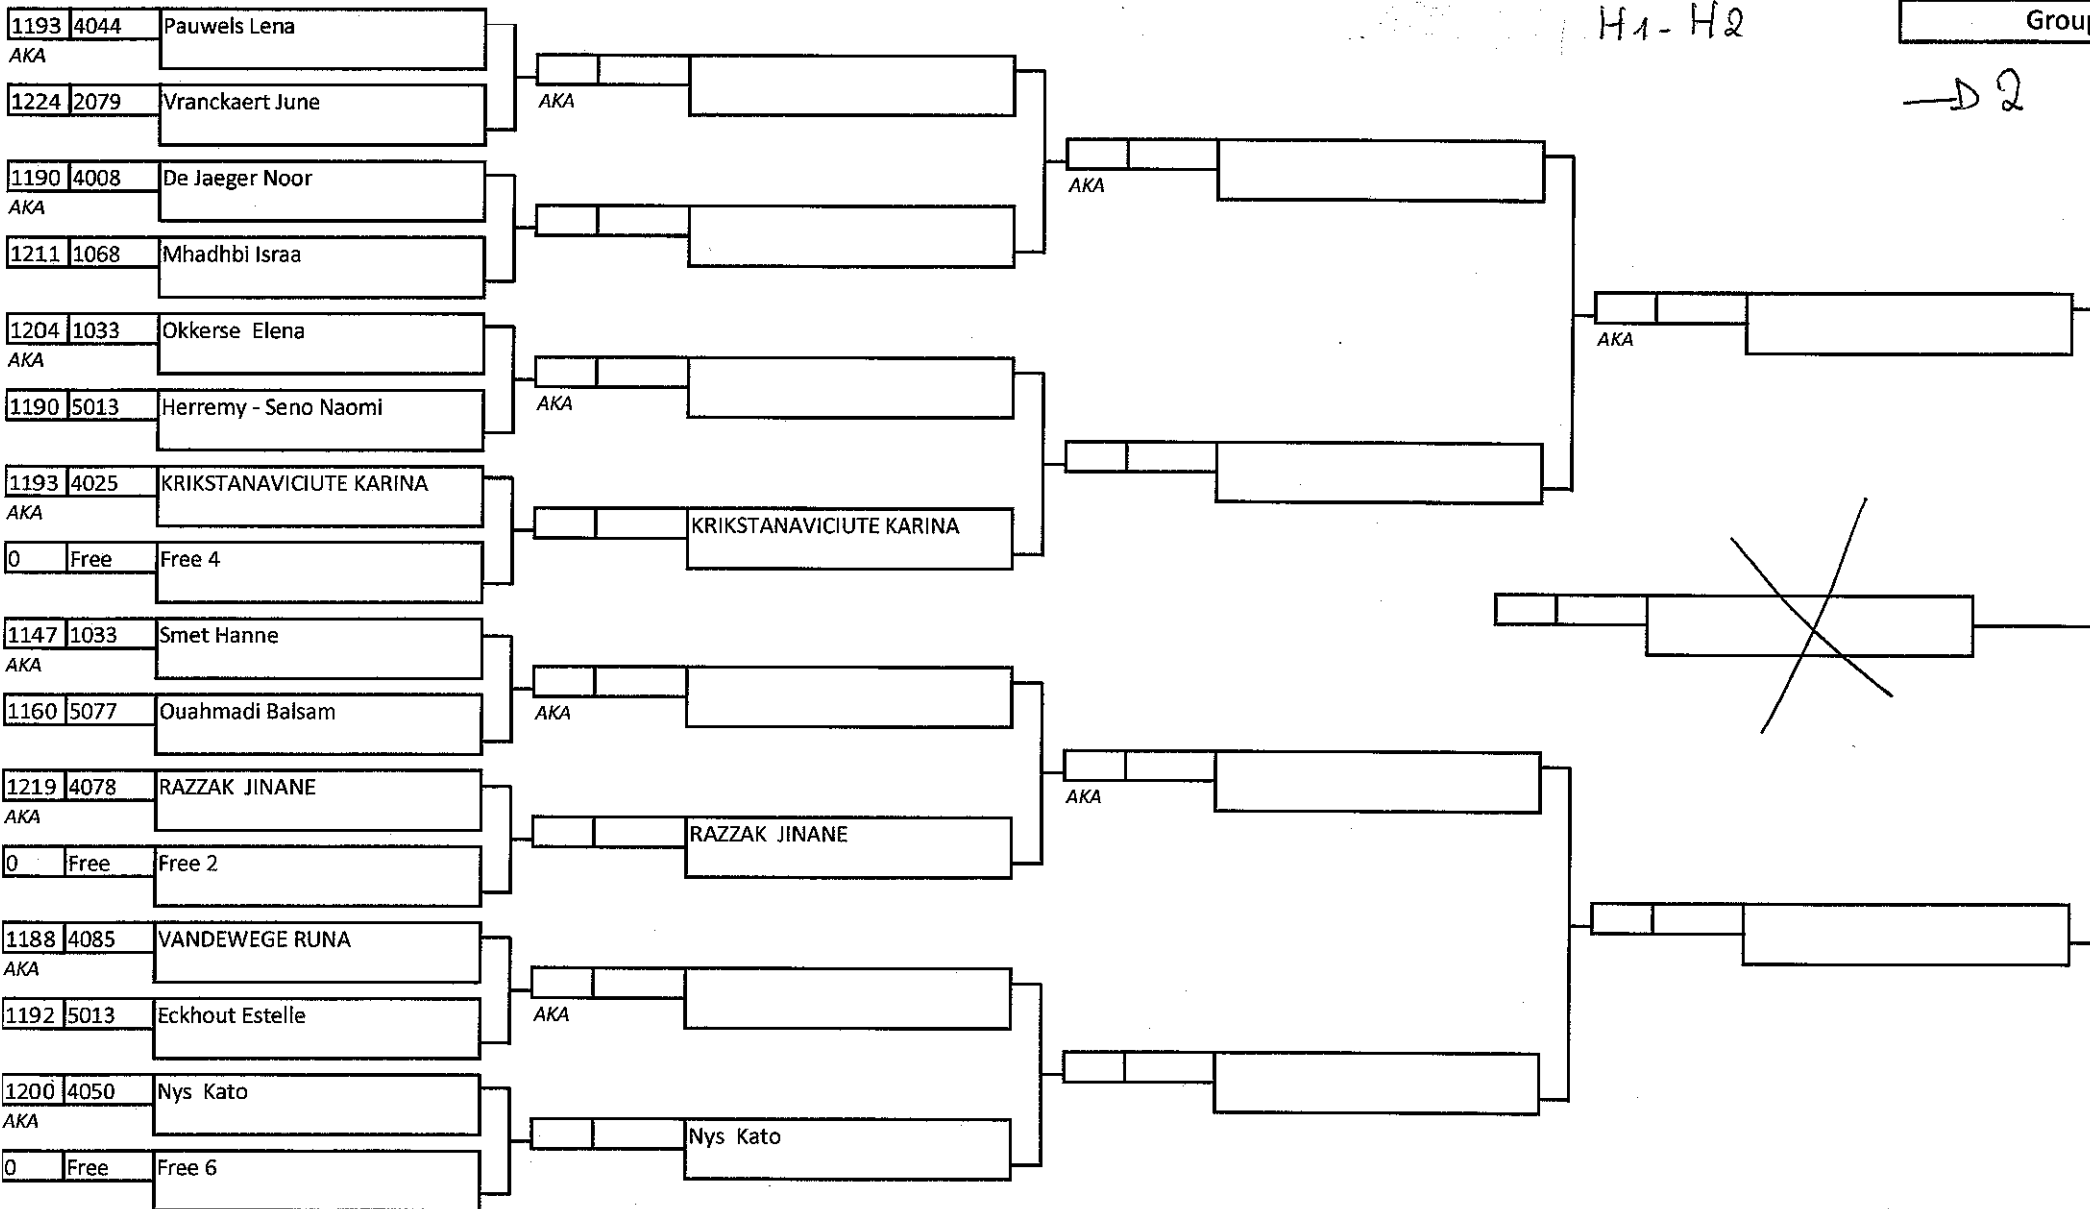 H1 - H2
Group
2
1193 4044 Pauwels Lena
AKA
1224 2079 Vranckaert June
AKA
1190 4008 De Jaeger Noor
AKA
1211 1068 Mhadhbi Israa
AKA
1204 1033 Okkerse Elena
AKA
1190 5013 Herremy - Seno Naomi
AKA
1193 4025 KRIKSTANAVICIUTE KARINA
AKA
KRIKSTANAVICIUTE KARINA
0 Free Free 4
1147 1033 Smet Hanne
AKA
1160 5077 Ouahmadi Balsam
AKA
1219 4078 RAZZAK JINANE
AKA
AKA
RAZZAK JINANE
0 Free Free 2
1188 4085 VANDEWEGE RUNA
AKA
1192 5013 Eckhout Estelle
AKA
1200 4050 Nys Kato
AKA
Nys Kato
0 Free Free 6